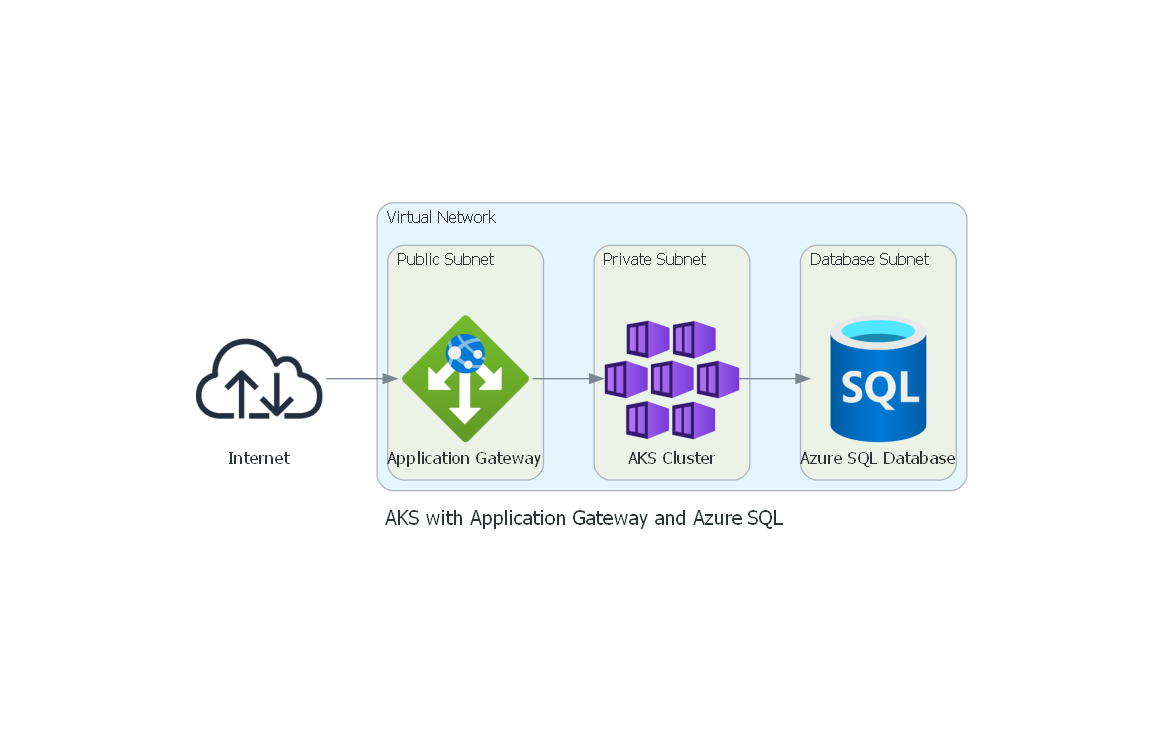 Virtual Network
Public Subnet
Private Subnet
Database Subnet
SQL
Internet
Application Gateway
AKS Cluster
Azure SQL Database
AKS with Application Gateway and Azure SQL